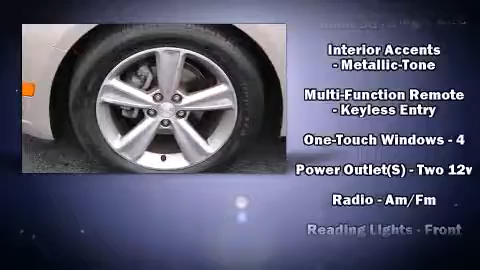 Interior Accents
- Metallic-Tone
Multi-Function Remote
- Keyless Entry
One-Touch Windows - 4
Power Outlet(S) - Two 12v
Radio - Am/Fm
Reading Lights - Front